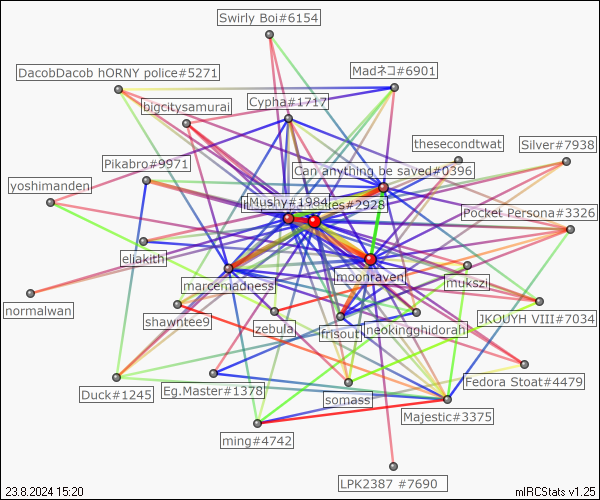 Swirly Boi#6154
DacobDacob hORNY police#5271
Madネコ#6901
bigcitysamurai
Cypha#1717
thesecondtwat
Silver#7938
Pikabro#9971
Can anything be saved#0396
yoshimanden
Mushy#1984
#2928
Pocket Persona#3326
eliakith
moonraven
marcemadness
mukszi
normalwan
shawntee9
zebula
frisouh
neokingghidorah
JKOUYH VIII#7034
Duck#1245
Eg.Master#1378
somass
Fedora Stoat#4479
Majestic#3375
ming#4742
LPK2387 #7690
23.8.2024 15:20
mIRCStats v1.25